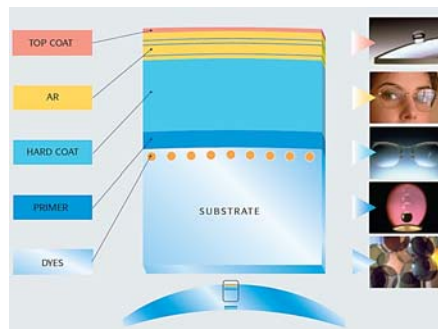 TOP COAT
AR
HARD COAT
PRIMER
SUBSTRATE
DYES